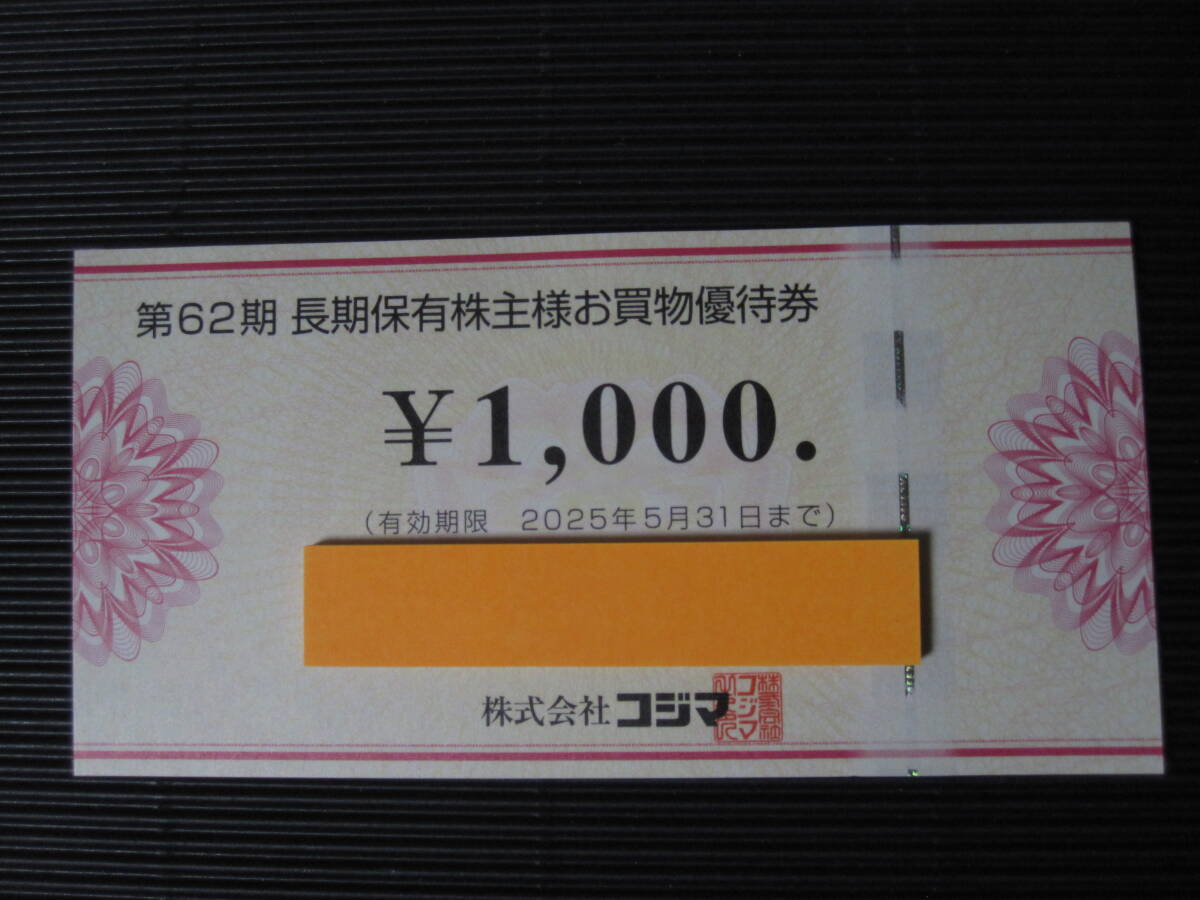 第62期 長期保有株主様お買物優待券
¥1,000.
(有効期限 2025年5月31日まで)
株式会社 コジマ